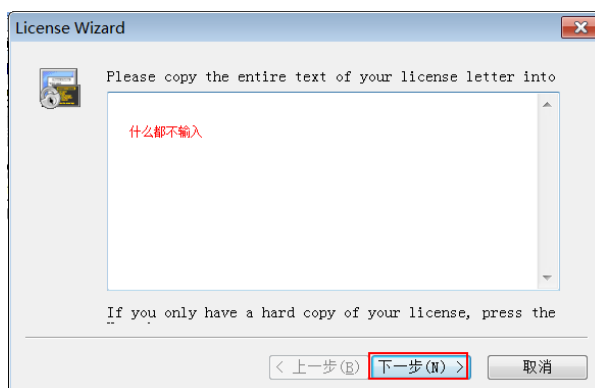 License Wizard
Please copy the entire text of your license letter into
什么都不输入
If you only have a hard copy of your license, press the
< 上一步(B)
下一步(N) >
取消